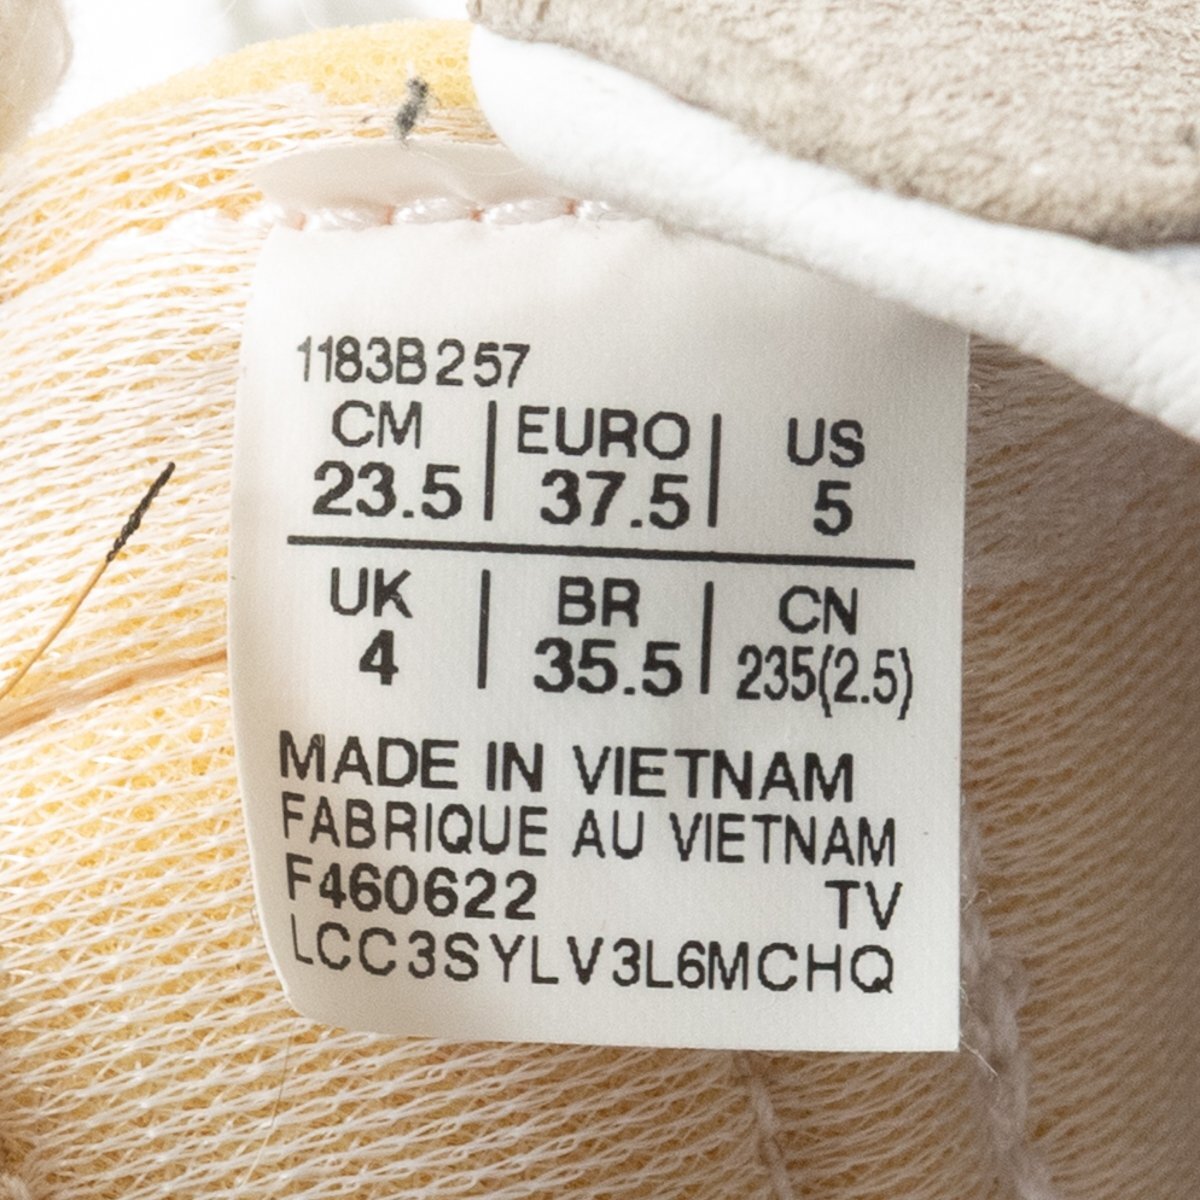 1183B257
CM EURO US
23.5 37.5 5
UK BR CN
4 35.5 235(2.5)
MADE IN VIETNAM
FABRIQUE AU VIETNAM
F460622 TV
LCC3SYLV3L6MCHQ